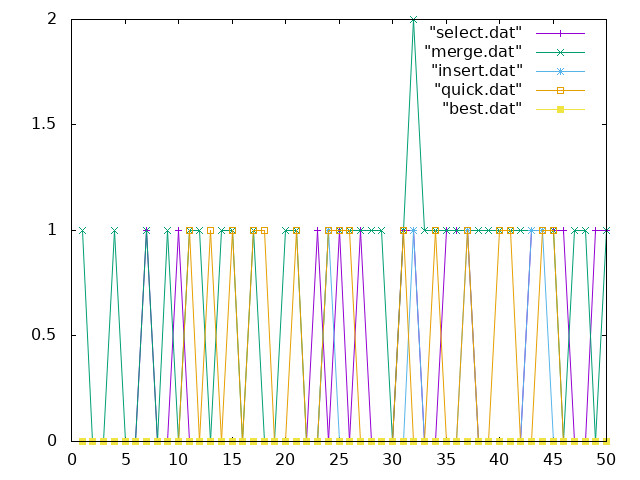 2
1.5
1
0.5
0
0 5 10 15 20 25 30 35 40 45 50
"select.dat"
"merge.dat"
"insert.dat"
"quick.dat"
"best.dat"